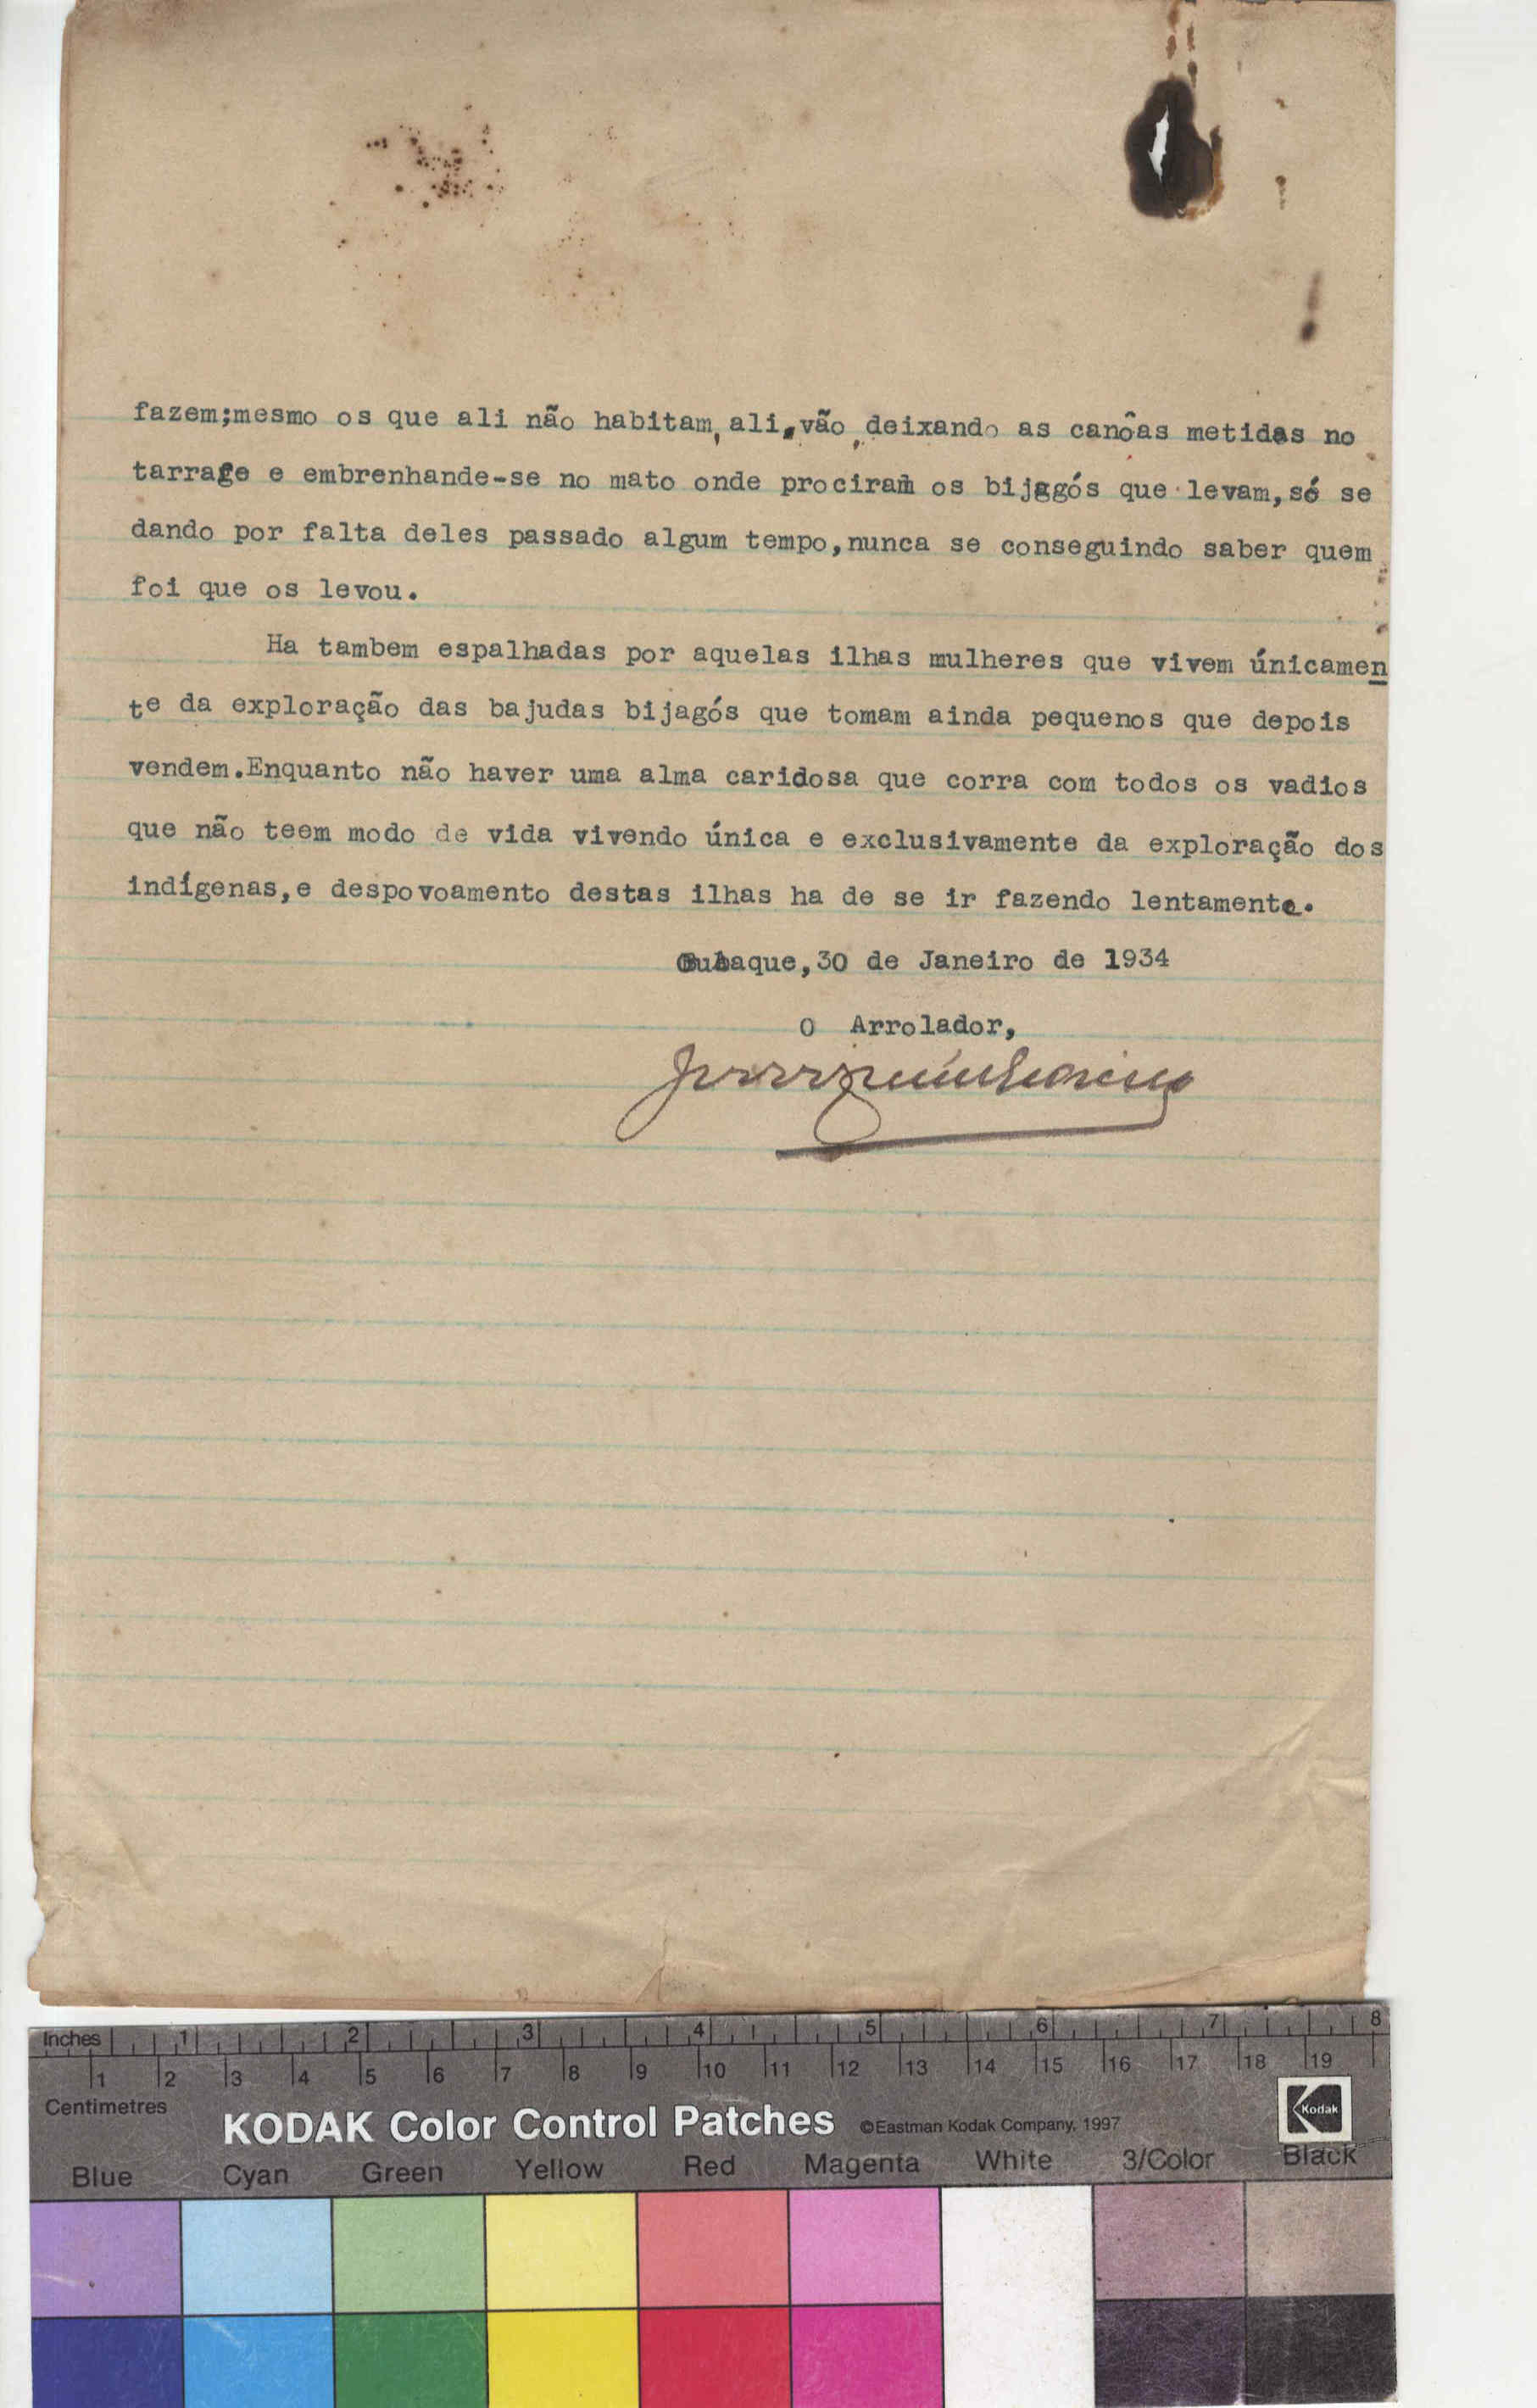 fazem;mesmo os que ali não habitam, ali,vão,deixando as canôas metidas no
tarrafe e embrenhande-se no mato onde prociram os bijagós que levam,sé se
dando por falta deles passado algum tempo,nunca se conseguindo saber quem
foi que os levou.
Ha tambem espalhadas por aquelas ilhas mulheres que vivem únicamen
te da exploração das bajudas bijagós que tomam ainda pequenos que depois
vendem.Enquanto não haver uma alma caridosa que corra com todos os vadios
que não teem modo de vida vivendo única e exclusivamente da exploração dos
indígenas,e despovoamento destas ilhas ha de se ir fazendo lentamente.
Bubaque,30 de Janeiro de 1934
O Arrolador,
Inches 1 2 3 4 5 6 7 8
1 2 3 4 5 6 7 8 9 10 11 12 13 14 15 16 17 18 19
Centimetres
KODAK Color Control Patches ©Eastman Kodak Company, 1997 Kodak
Blue Cyan Green Yellow Red Magenta White 3/Color Black